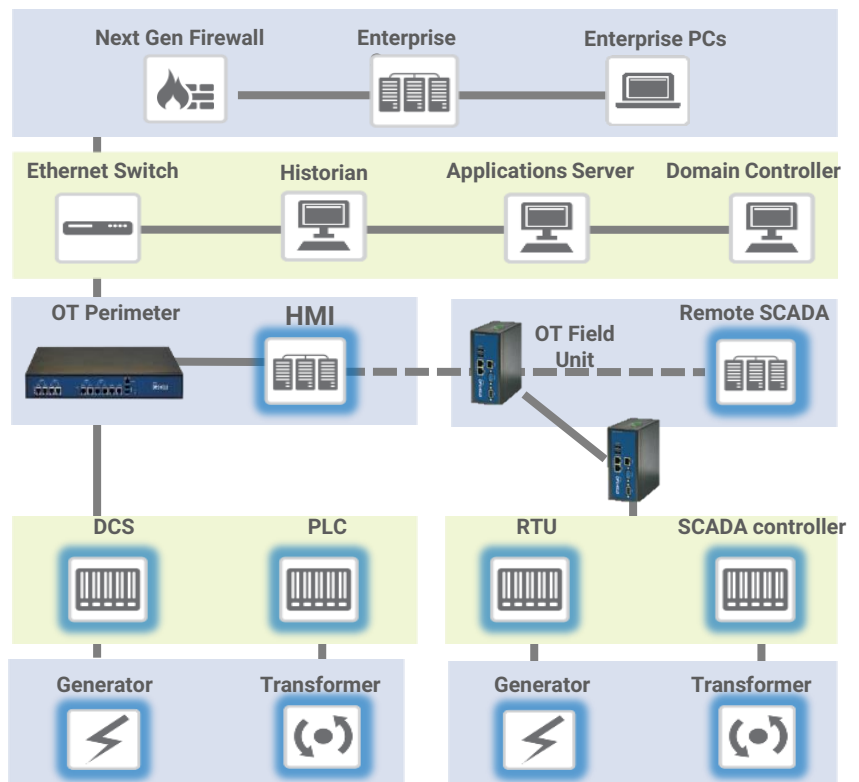 Next Gen Firewall
Enterprise
Enterprise PCs
Ethernet Switch
Historian
Applications Server
Domain Controller
OT Perimeter
HMI
OT Field
Unit
Remote SCADA
DCS
PLC
RTU
SCADA controller
Generator
Transformer
Generator
Transformer